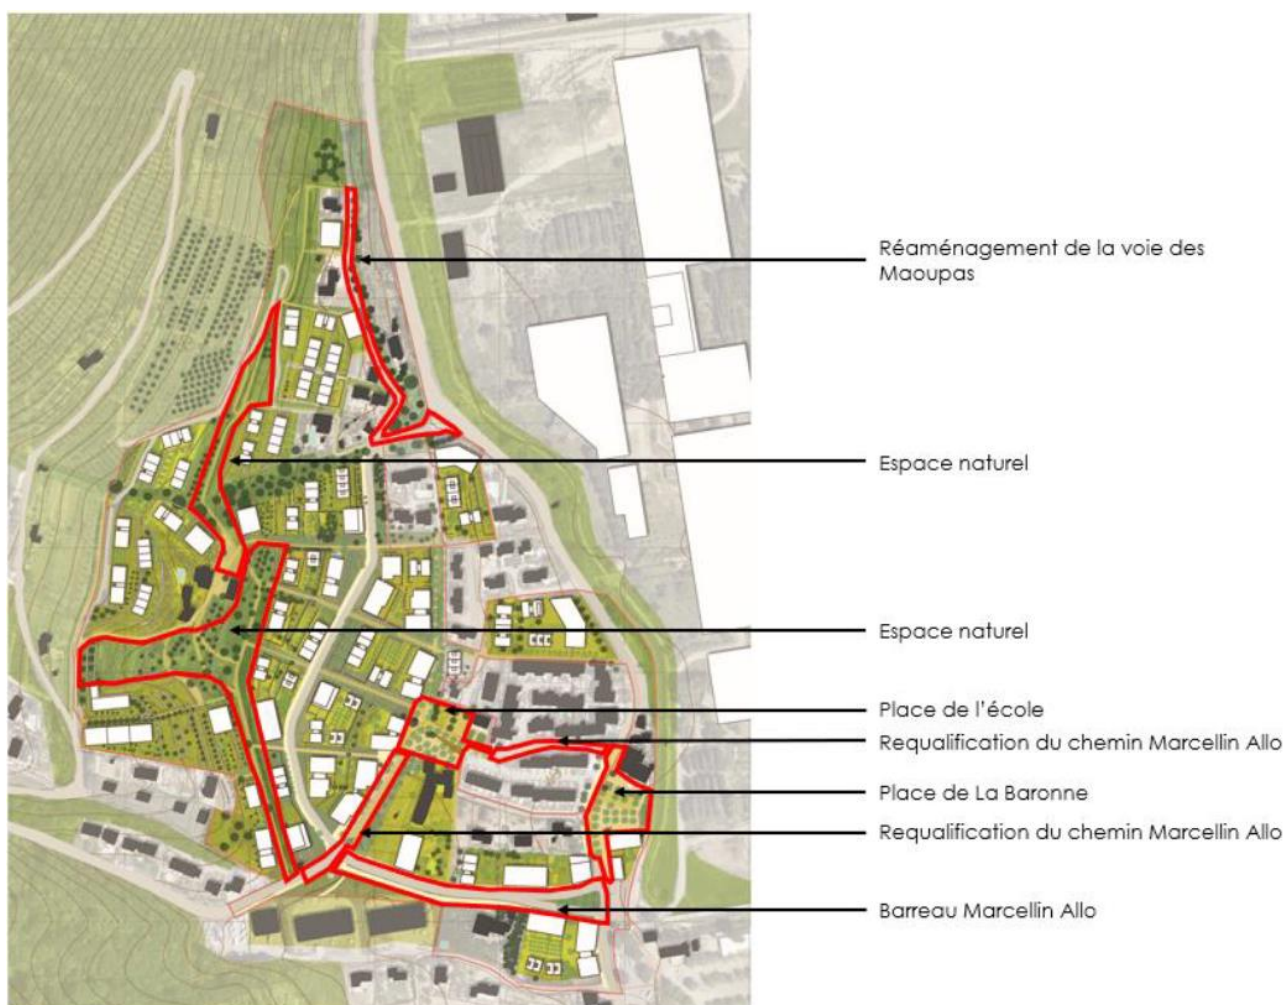 Réaménagement de la voie des
Maoupas
Espace naturel
Espace naturel
Place de l'école
Requalification du chemin Marcellin Allo
Place de La Baronne
Requalification du chemin Marcellin Allo
Barreau Marcellin Allo